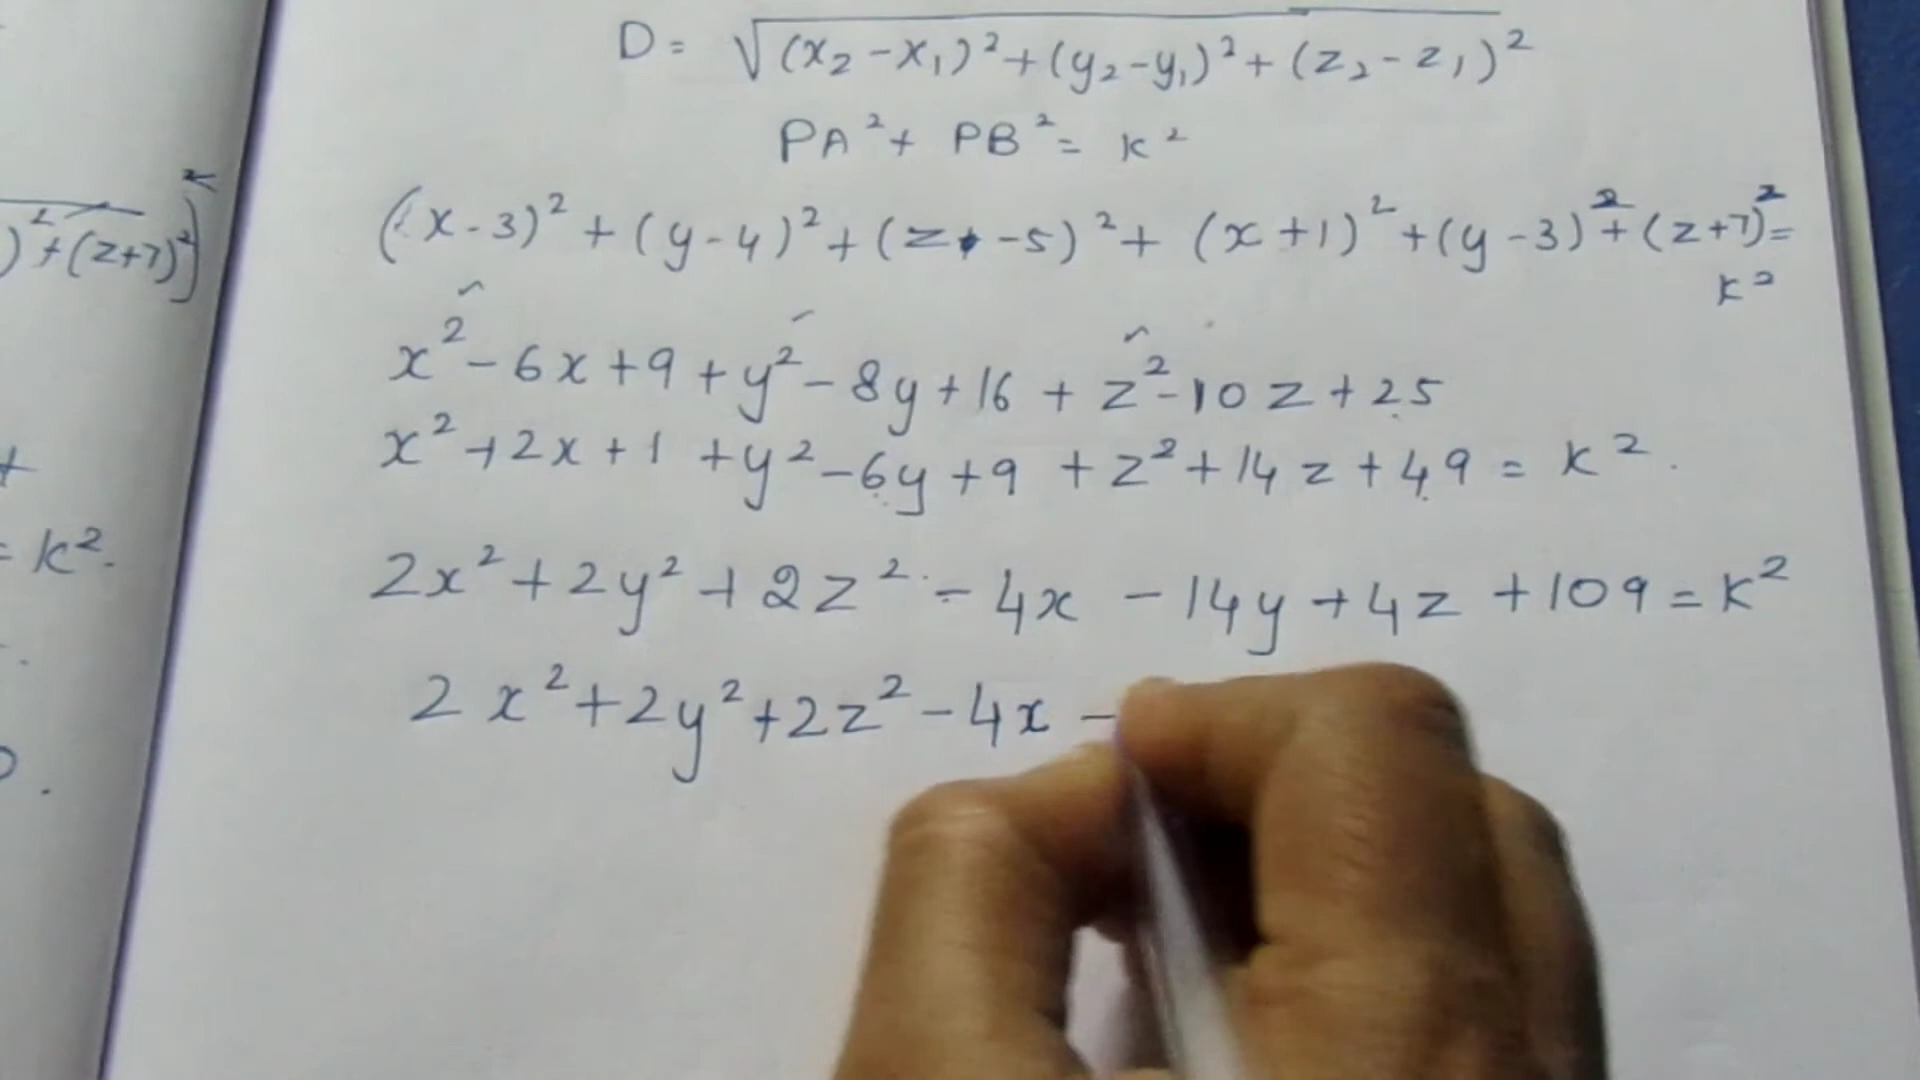 ) ² + (z+7)²)²
+
= k².
.
0.
D = √(x₂ - x₁)² + (y₂ - y₁)² + (z₂ - z₁)²
PA² + PB² = k²
((x - 3)² + (y - 4)² + (z - 5)² + (x + 1)² + (y - 3)² + (z + 7)² =
k²
x² - 6x + 9 + y² - 8y + 16 + z² - 10z + 25
x² + 2x + 1 + y² - 6y + 9 + z² + 14z + 49 = k².
2x² + 2y² + 2z² - 4x - 14y + 4z + 109 = k²
2x² + 2y² + 2z² - 4x -